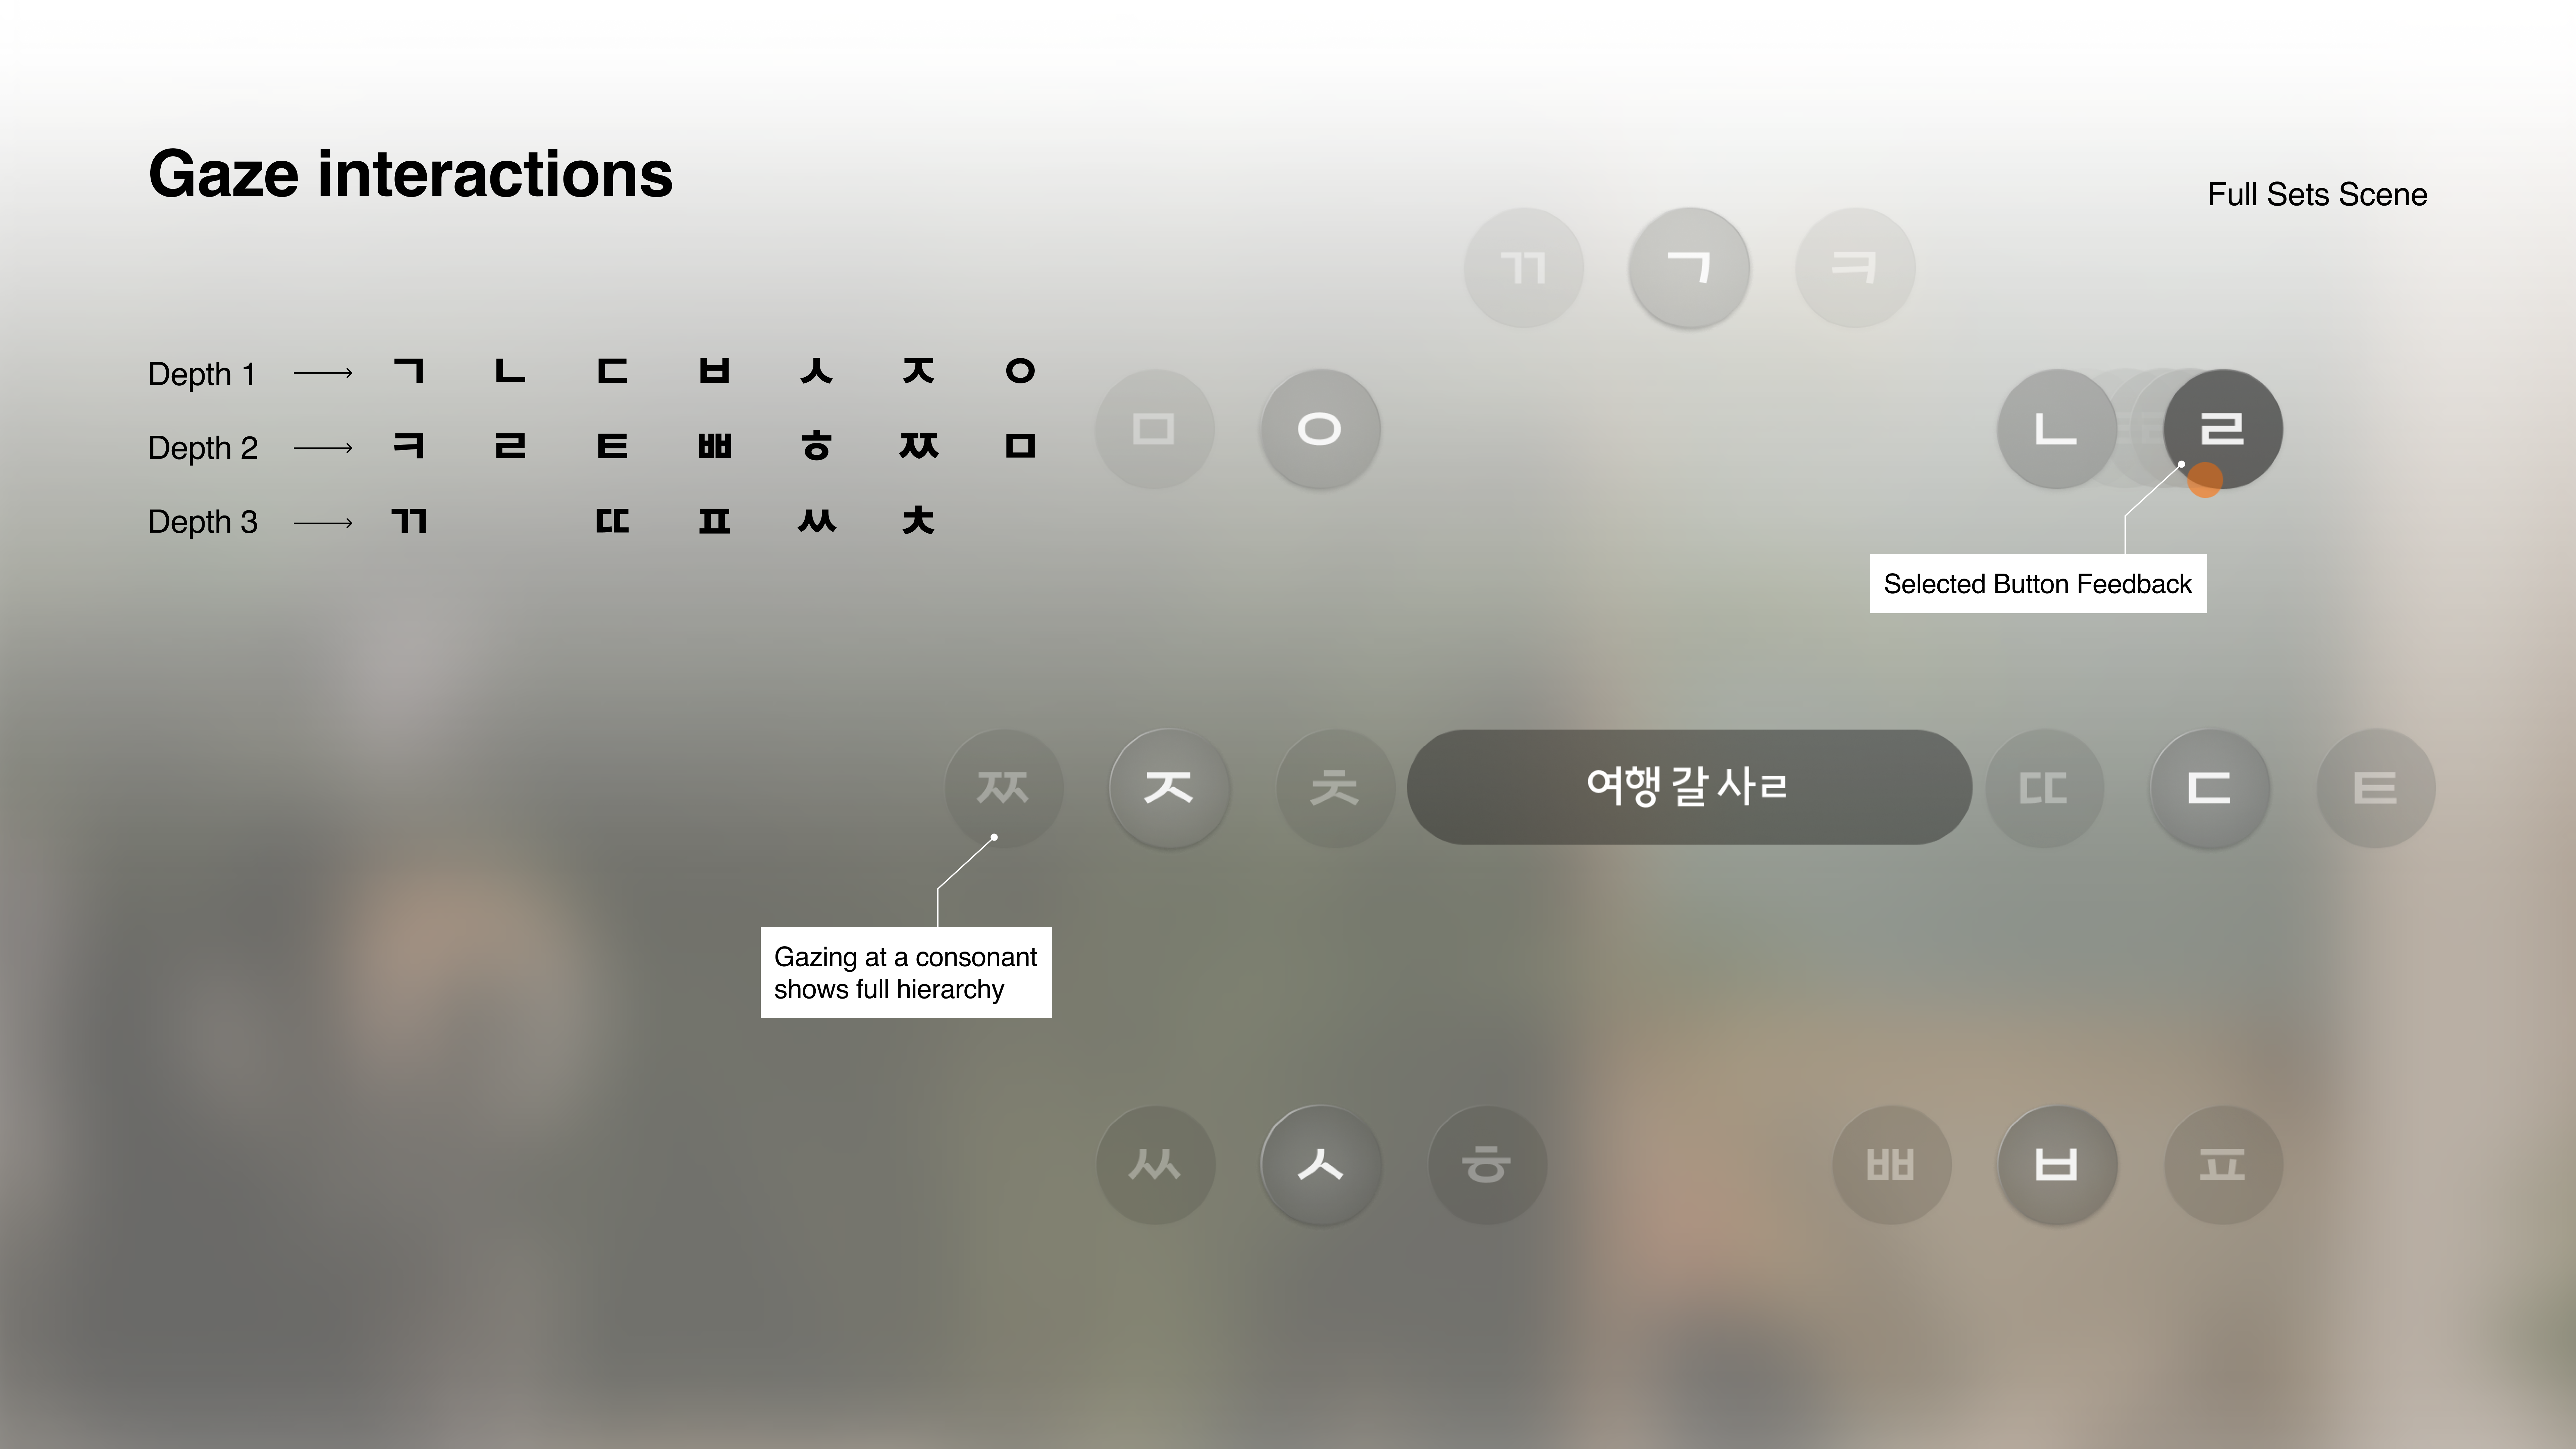 Gaze interactions
Full Sets Scene
Depth 1 → ㄱ ㄴ ㄷ ㅂ ㅅ ㅈ ㅇ
Depth 2 → ㅋ ㄹ ㅌ ㅃ ㅎ ㅉ ㅁ
Depth 3 → ㄲ ㄸ ㅍ ㅆ ㅊ
ㄲ ㄱ ㅋ
ㅁ ㅇ
ㄴ ㄹ
Selected Button Feedback
ㅉ ㅈ ㅊ
여행 갈 사ㄹ
ㄸ ㄷ ㅌ
Gazing at a consonant
shows full hierarchy
ㅆ ㅅ ㅎ
ㅃ ㅂ ㅍ